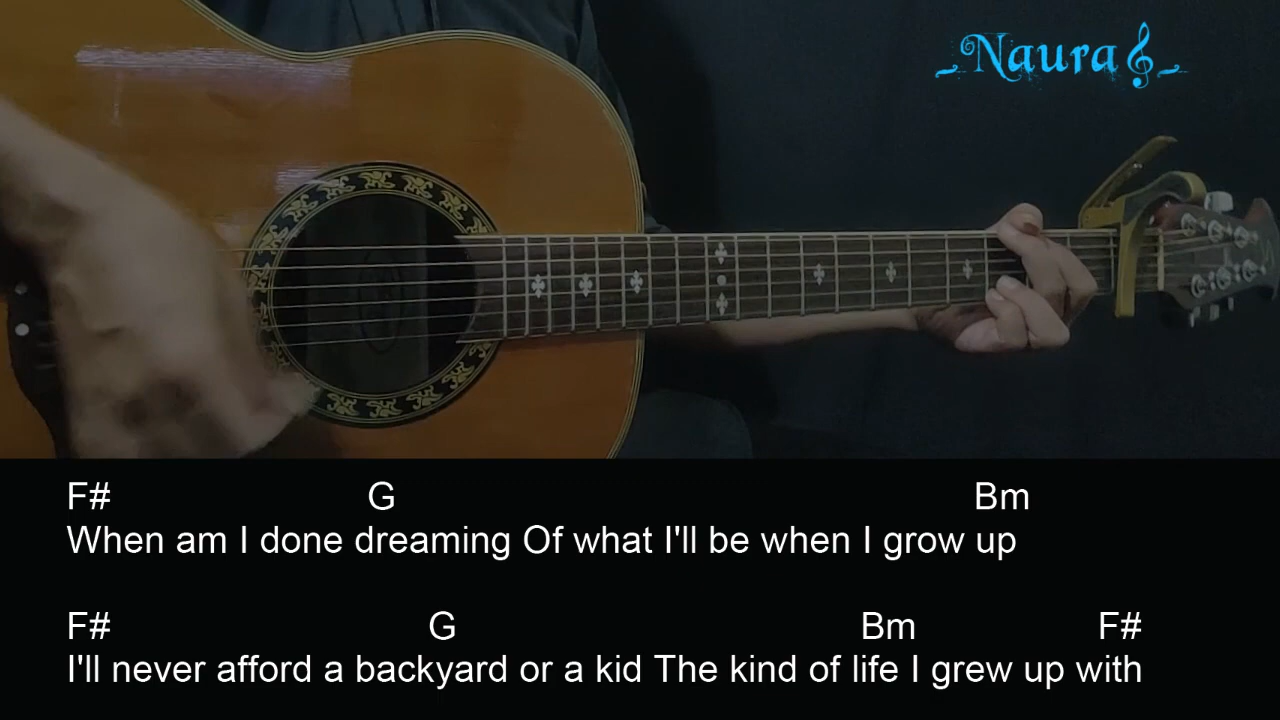 Naura
F# G Bm
When am I done dreaming Of what I'll be when I grow up
F# G Bm F#
I'll never afford a backyard or a kid The kind of life I grew up with